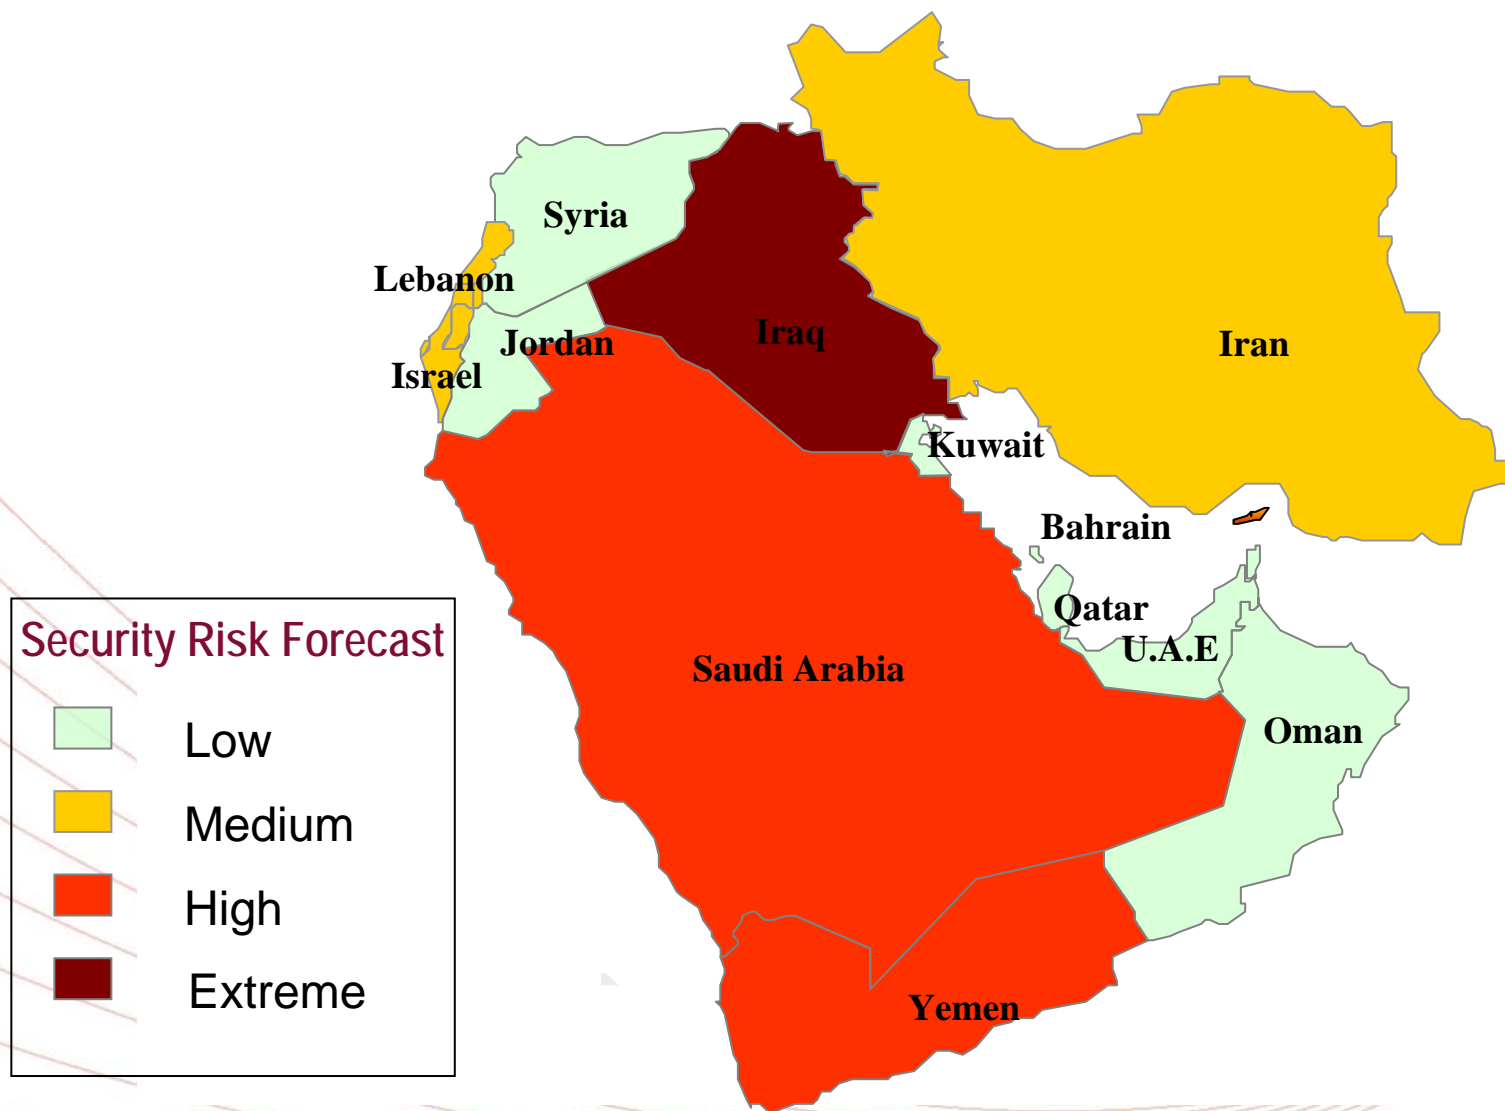 Syria
Lebanon
Iraq
Jordan
Iran
Israel
Kuwait
Bahrain
Qatar
U.A.E
Saudi Arabia
Oman
Yemen
Security Risk Forecast
Low
Medium
High
Extreme